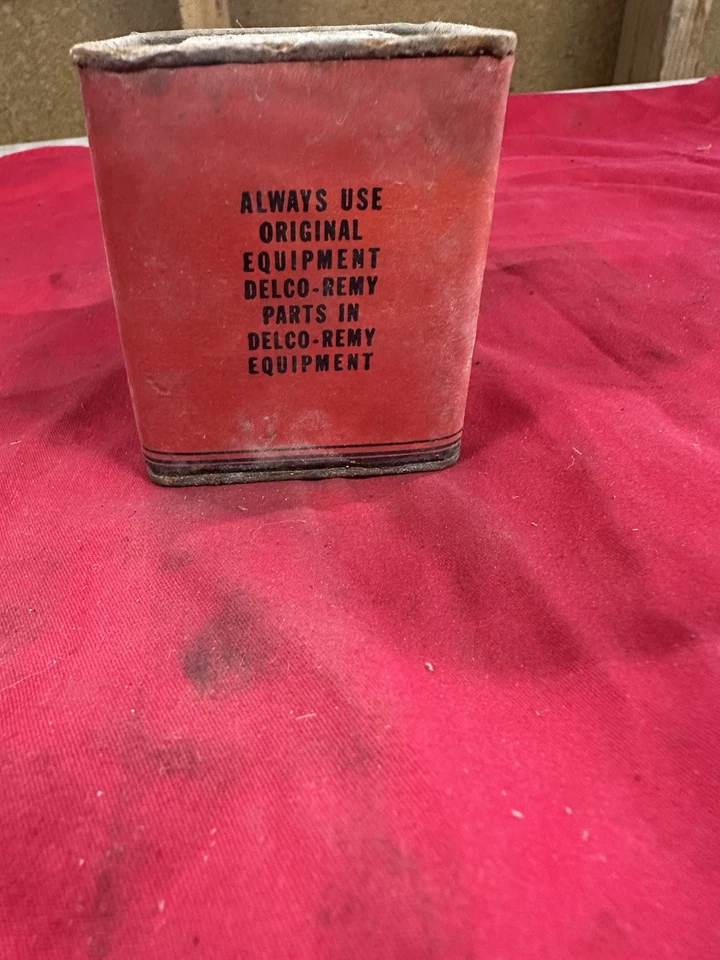 ALWAYS USE
ORIGINAL
EQUIPMENT
DELCO-REMY
PARTS IN
DELCO-REMY
EQUIPMENT